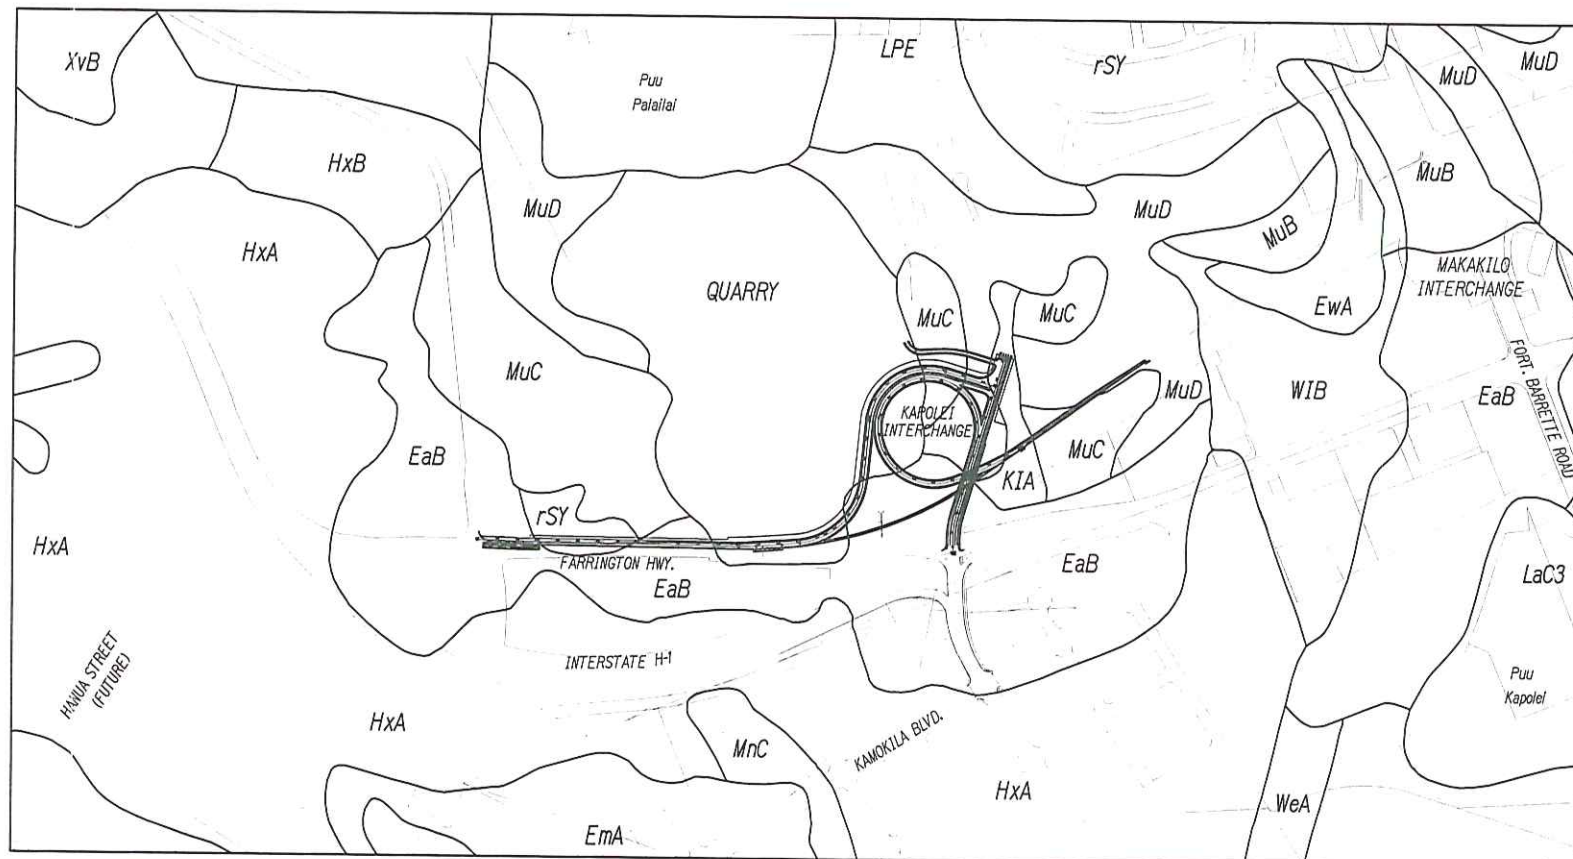 XvB
Puu
Palailai
LPE
rSY
MuD
MuD
HxB
MuB
MuD
MuD
MuB
HxA
QUARRY
MAKAKILO
INTERCHANGE
EwA
MuC
MuC
MuC
FORT. BARRETTE ROAD
MuD
WIB
EaB
KAPOLEI
INTERCHANGE
EaB
MuC
KIA
rSY
HxA
FARRINGTON HWY.
EaB
EaB
LaC3
INTERSTATE H-1
HANUA STREET
(FUTURE)
Puu
Kapolei
HxA
MnC
KAMOKILA BLVD.
HxA
WeA
EmA